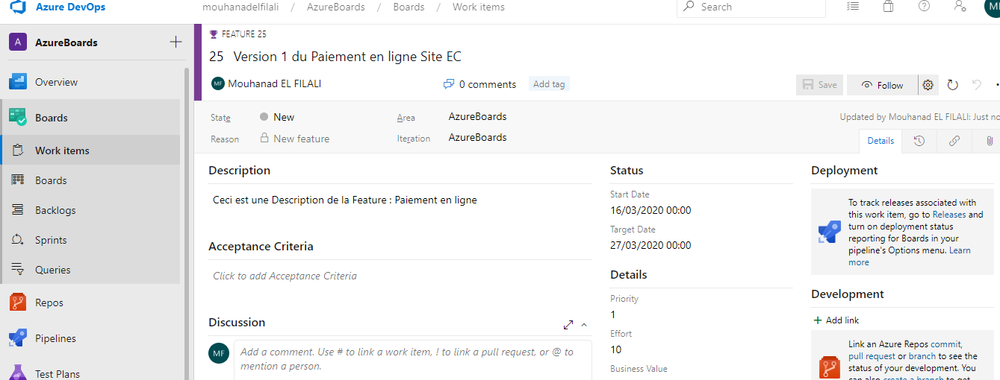 Azure DevOps
mouhanadelfilali / AzureBoards / Boards / Work items
Search
A AzureBoards
Overview
Boards
Work items
Boards
Backlogs
Sprints
Queries
Repos
Pipelines
Test Plans
FEATURE 25
25 Version 1 du Paiement en ligne Site EC
MF Mouhanad EL FILALI
0 comments
Add tag
Save
Follow
State New
Reason New feature
Area AzureBoards
Iteration AzureBoards
Updated by Mouhanad EL FILALI: Just no
Details
Description
Ceci est une Description de la Feature : Paiement en ligne
Acceptance Criteria
Click to add Acceptance Criteria
Discussion
MF
Add a comment. Use # to link a work item, ! to link a pull request, or @ to
mention a person.
Status
Start Date
16/03/2020 00:00
Target Date
27/03/2020 00:00
Details
Priority
1
Effort
10
Business Value
Deployment
To track releases associated with
this work item, go to Releases and
turn on deployment status
reporting for Boards in your
pipeline's Options menu. Learn
more
Development
Add link
Link an Azure Repos commit,
pull request or branch to see the
status of your development. You
can also create a branch to get